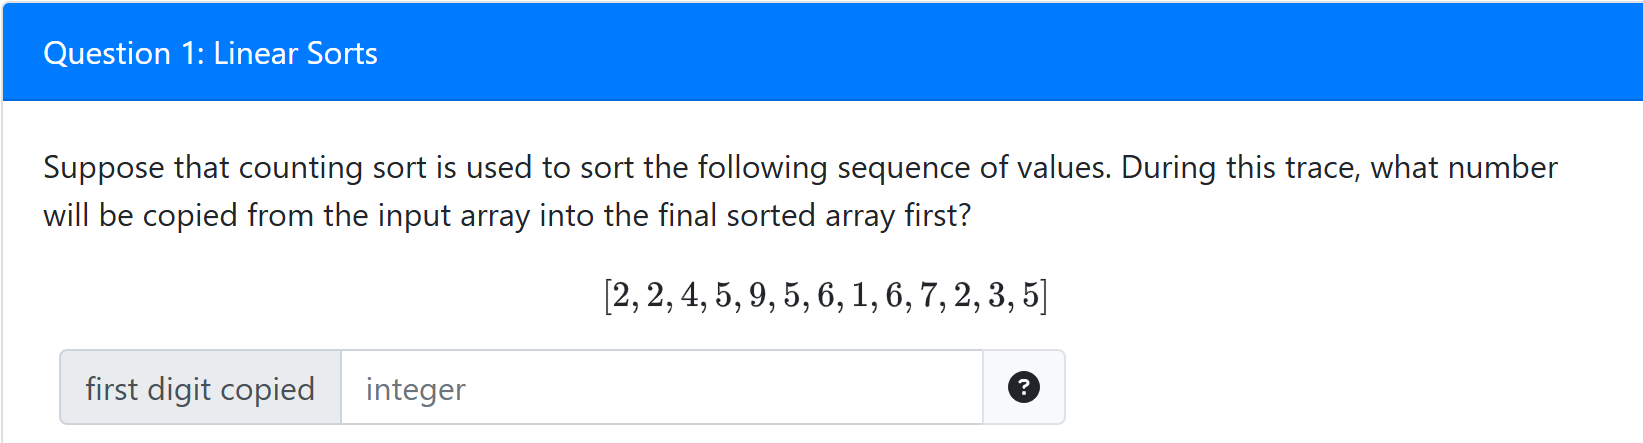 Question 1: Linear Sorts
Suppose that counting sort is used to sort the following sequence of values. During this trace, what number
will be copied from the input array into the final sorted array first?
[2, 2, 4, 5, 9, 5, 6, 1, 6, 7, 2, 3, 5]
first digit copied integer ?